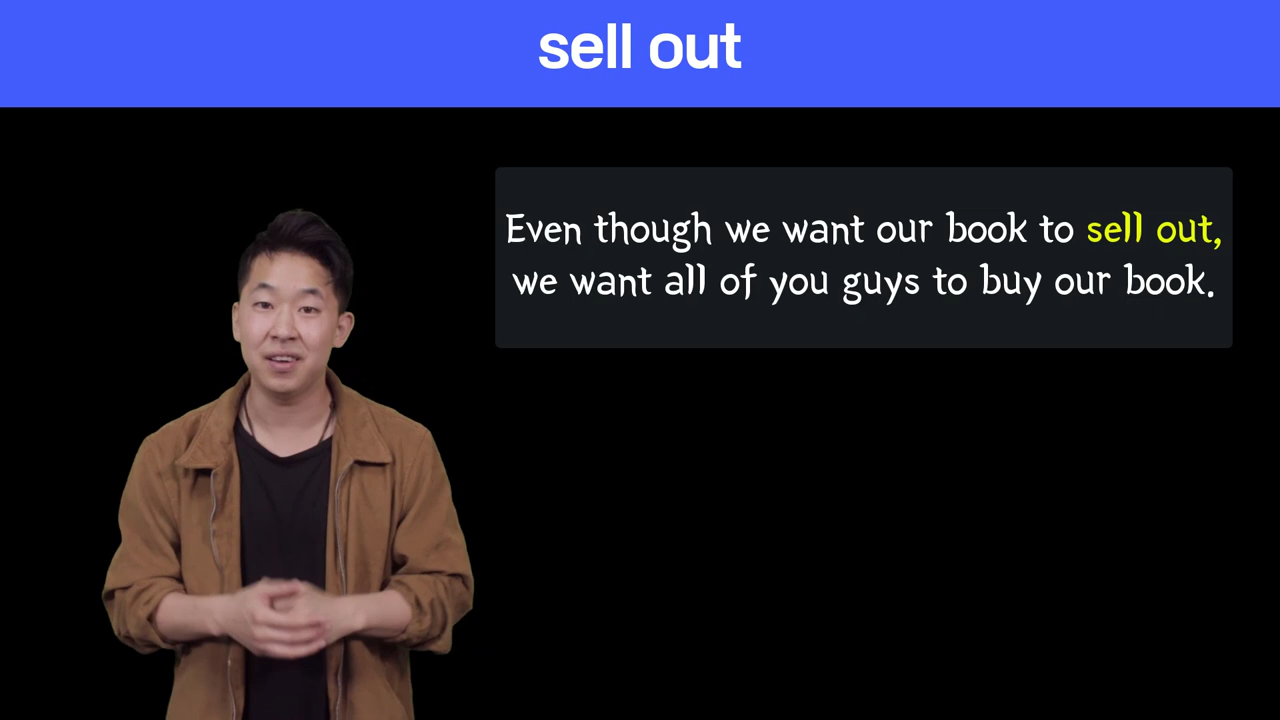 sell out
Even though we want our book to sell out,
we want all of you guys to buy our book.